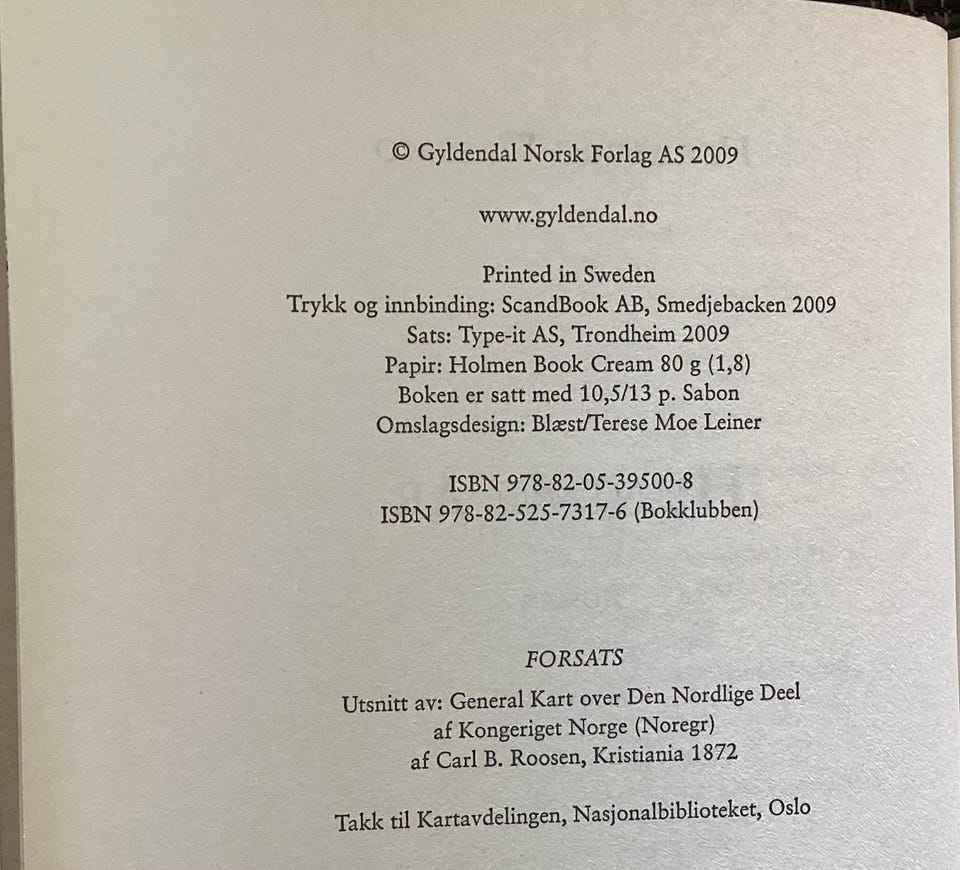 © Gyldendal Norsk Forlag AS 2009
www.gyldendal.no
Printed in Sweden
Trykk og innbinding: ScandBook AB, Smedjebacken 2009
Sats: Type-it AS, Trondheim 2009
Papir: Holmen Book Cream 80 g (1,8)
Boken er satt med 10,5/13 p. Sabon
Omslagsdesign: Blæst/Terese Moe Leiner
ISBN 978-82-05-39500-8
ISBN 978-82-525-7317-6 (Bokklubben)
FORSATS
Utsnitt av: General Kart over Den Nordlige Deel
af Kongeriget Norge (Noregr)
af Carl B. Roosen, Kristiania 1872
Takk til Kartavdelingen, Nasjonalbiblioteket, Oslo